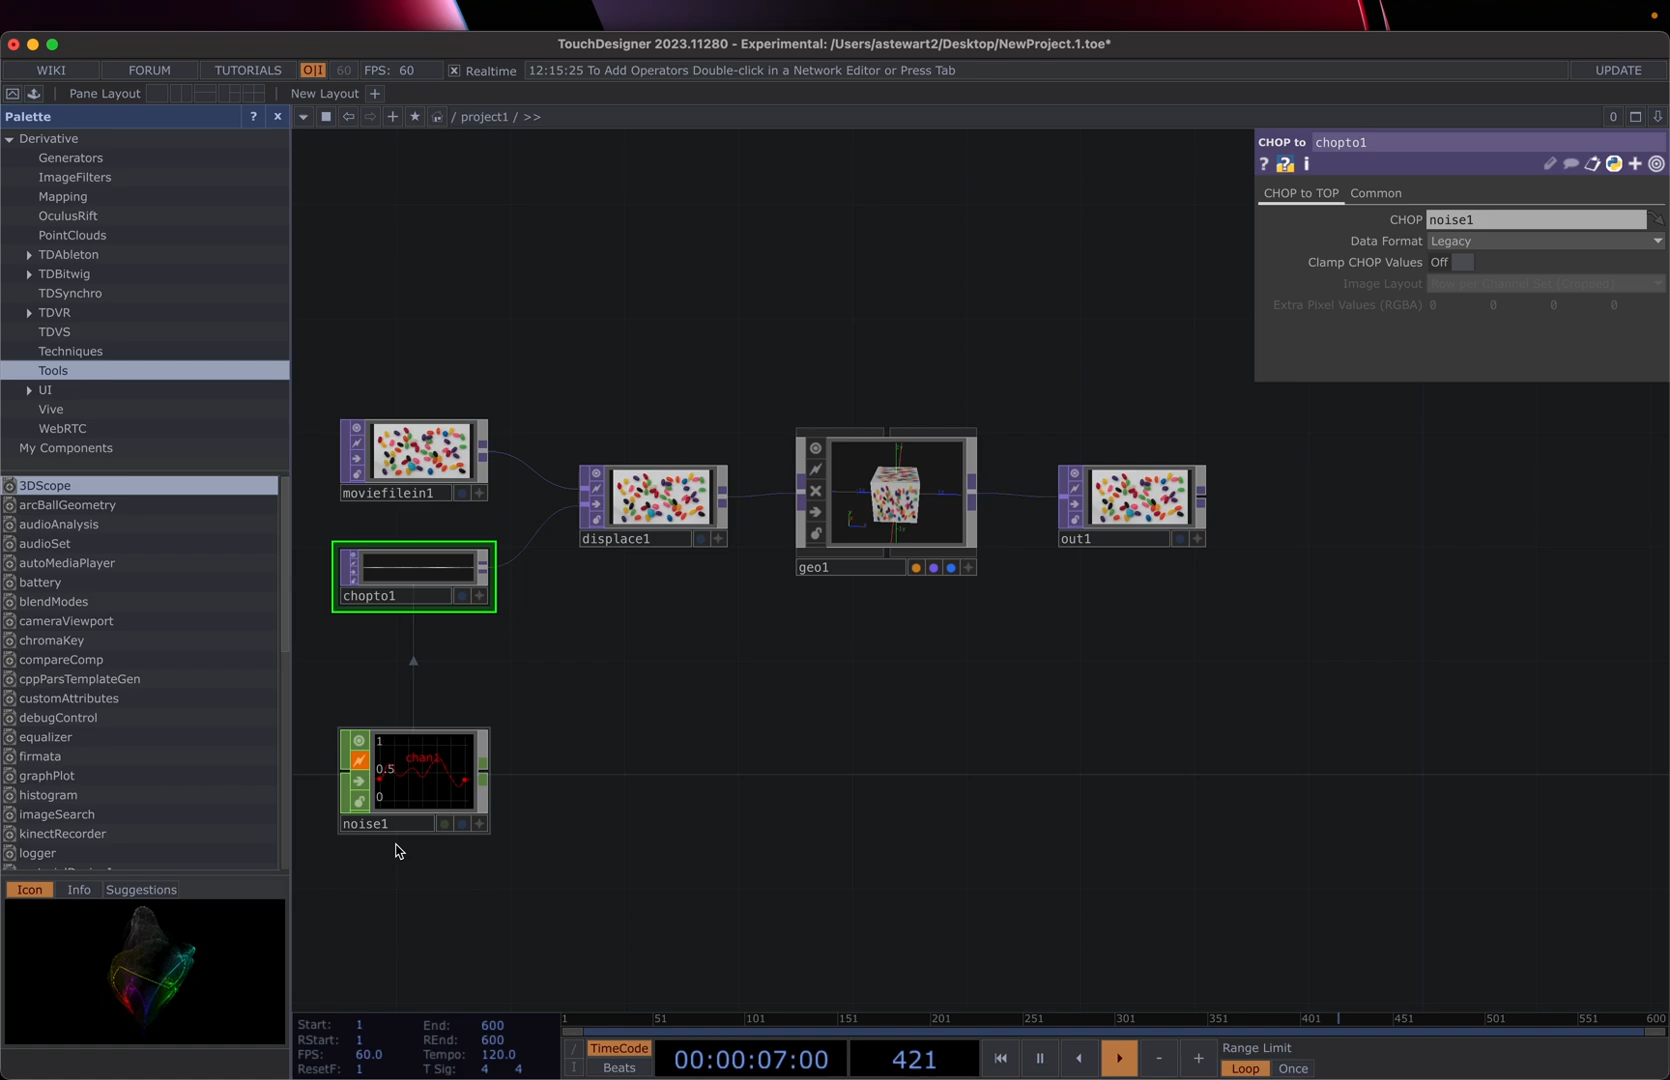 TouchDesigner 2023.11280 - Experimental: /Users/astewart2/Desktop/NewProject.1.toe*
WIKI FORUM TUTORIALS O|I 60 FPS: 60 Realtime 12:15:25 To Add Operators Double-click in a Network Editor or Press Tab UPDATE
Pane Layout New Layout +
Palette ? x / project1 / >> 0
Derivative
Generators
ImageFilters
Mapping
OculusRift
PointClouds
TDAbleton
TDBitwig
TDSynchro
TDVR
TDVS
Techniques
Tools
UI
Vive
WebRTC
My Components
3DScope
arcBallGeometry
audioAnalysis
audioSet
autoMediaPlayer
battery
blendModes
cameraViewport
chromaKey
compareComp
cppParsTemplateGen
customAttributes
debugControl
equalizer
firmata
graphPlot
histogram
imageSearch
kinectRecorder
logger
Icon Info Suggestions
CHOP to chopto1
? ? i
CHOP to TOP Common
CHOP noise1
Data Format Legacy
Clamp CHOP Values Off
Image Layout Row per Channel Set (Cropped)
Extra Pixel Values (RGBA) 0 0 0 0
moviefilein1
chopto1
displace1
geo1
out1
1
chan1
0.5
0
noise1
Start: 1 End: 600
RStart: 1 REnd: 600
FPS: 60.0 Tempo: 120.0
ResetF: 1 T Sig: 4 4
1 51 101 151 201 251 301 351 401 451 501 551 600
TimeCode
Beats
00:00:07:00 421
- +
Range Limit
Loop Once